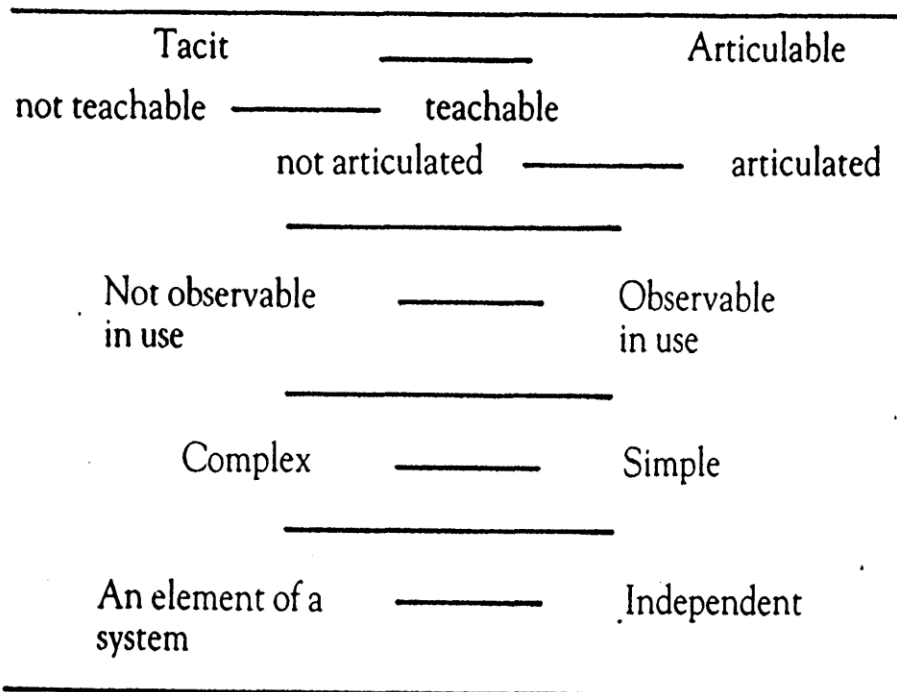 Tacit Articulable
not teachable teachable
not articulated articulated
Not observable Observable
in use in use
Complex Simple
An element of a Independent
system